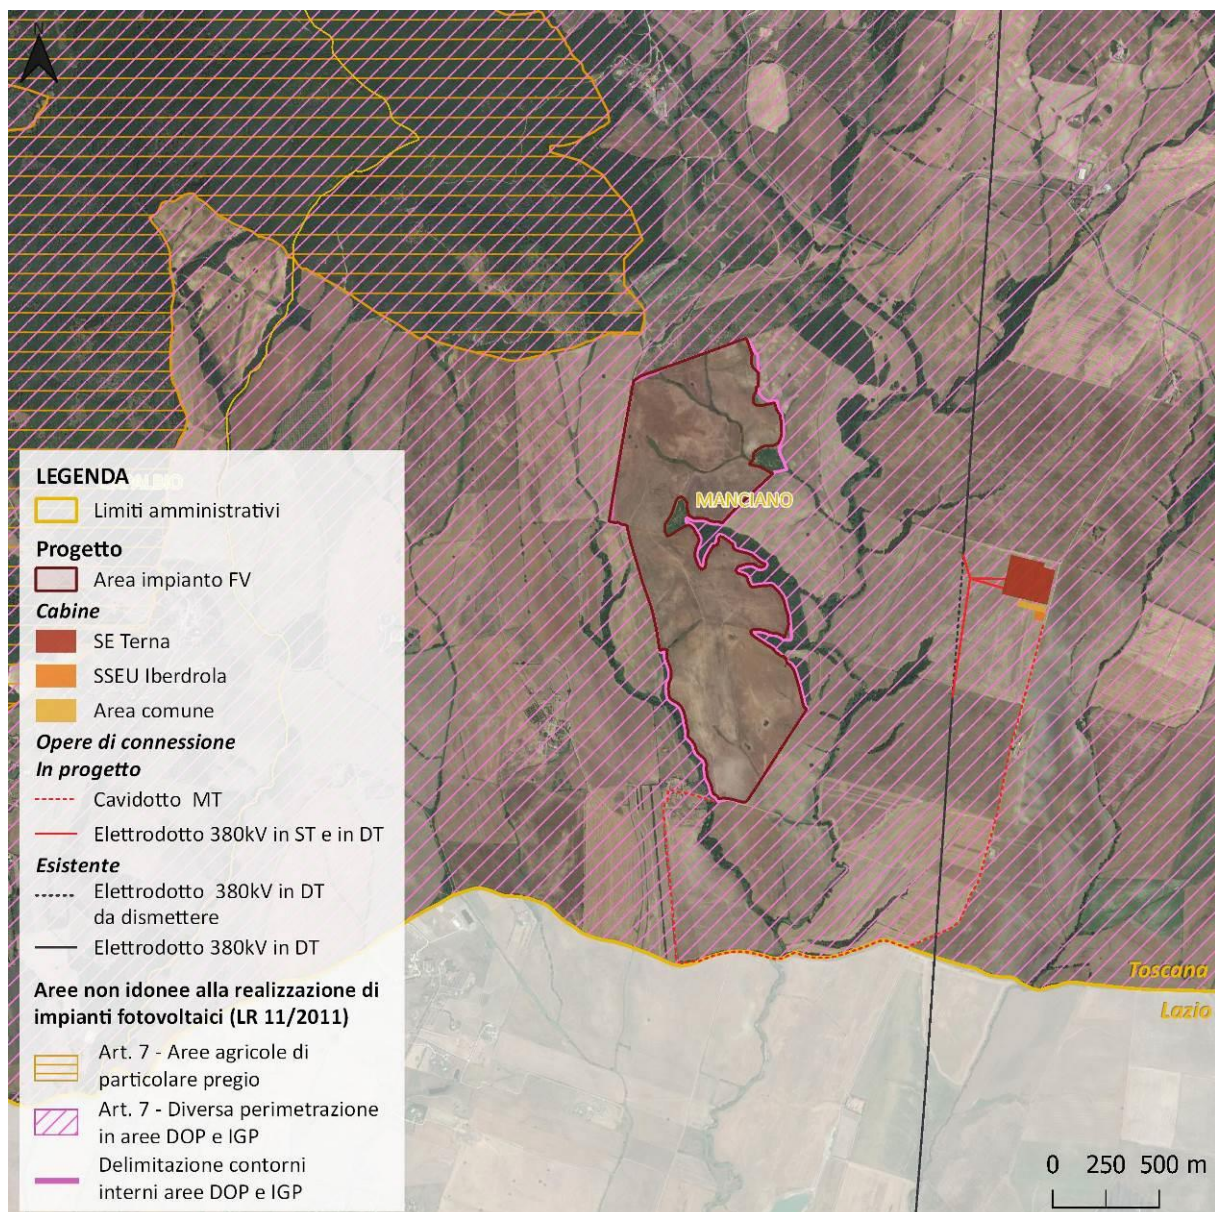 MANCIANO
Toscana
Lazio
0 250 500 m
LEGENDA
Limiti amministrativi
Progetto
Area impianto FV
Cabine
SE Terna
SSEU Iberdrola
Area comune
Opere di connessione
In progetto
Cavidotto MT
Elettrodotto 380kV in ST e in DT
Esistente
Elettrodotto 380kV in DT
da dismettere
Elettrodotto 380kV in DT
Aree non idonee alla realizzazione di
impianti fotovoltaici (LR 11/2011)
Art. 7 - Aree agricole di
particolare pregio
Art. 7 - Diversa perimetrazione
in aree DOP e IGP
Delimitazione contorni
interni aree DOP e IGP